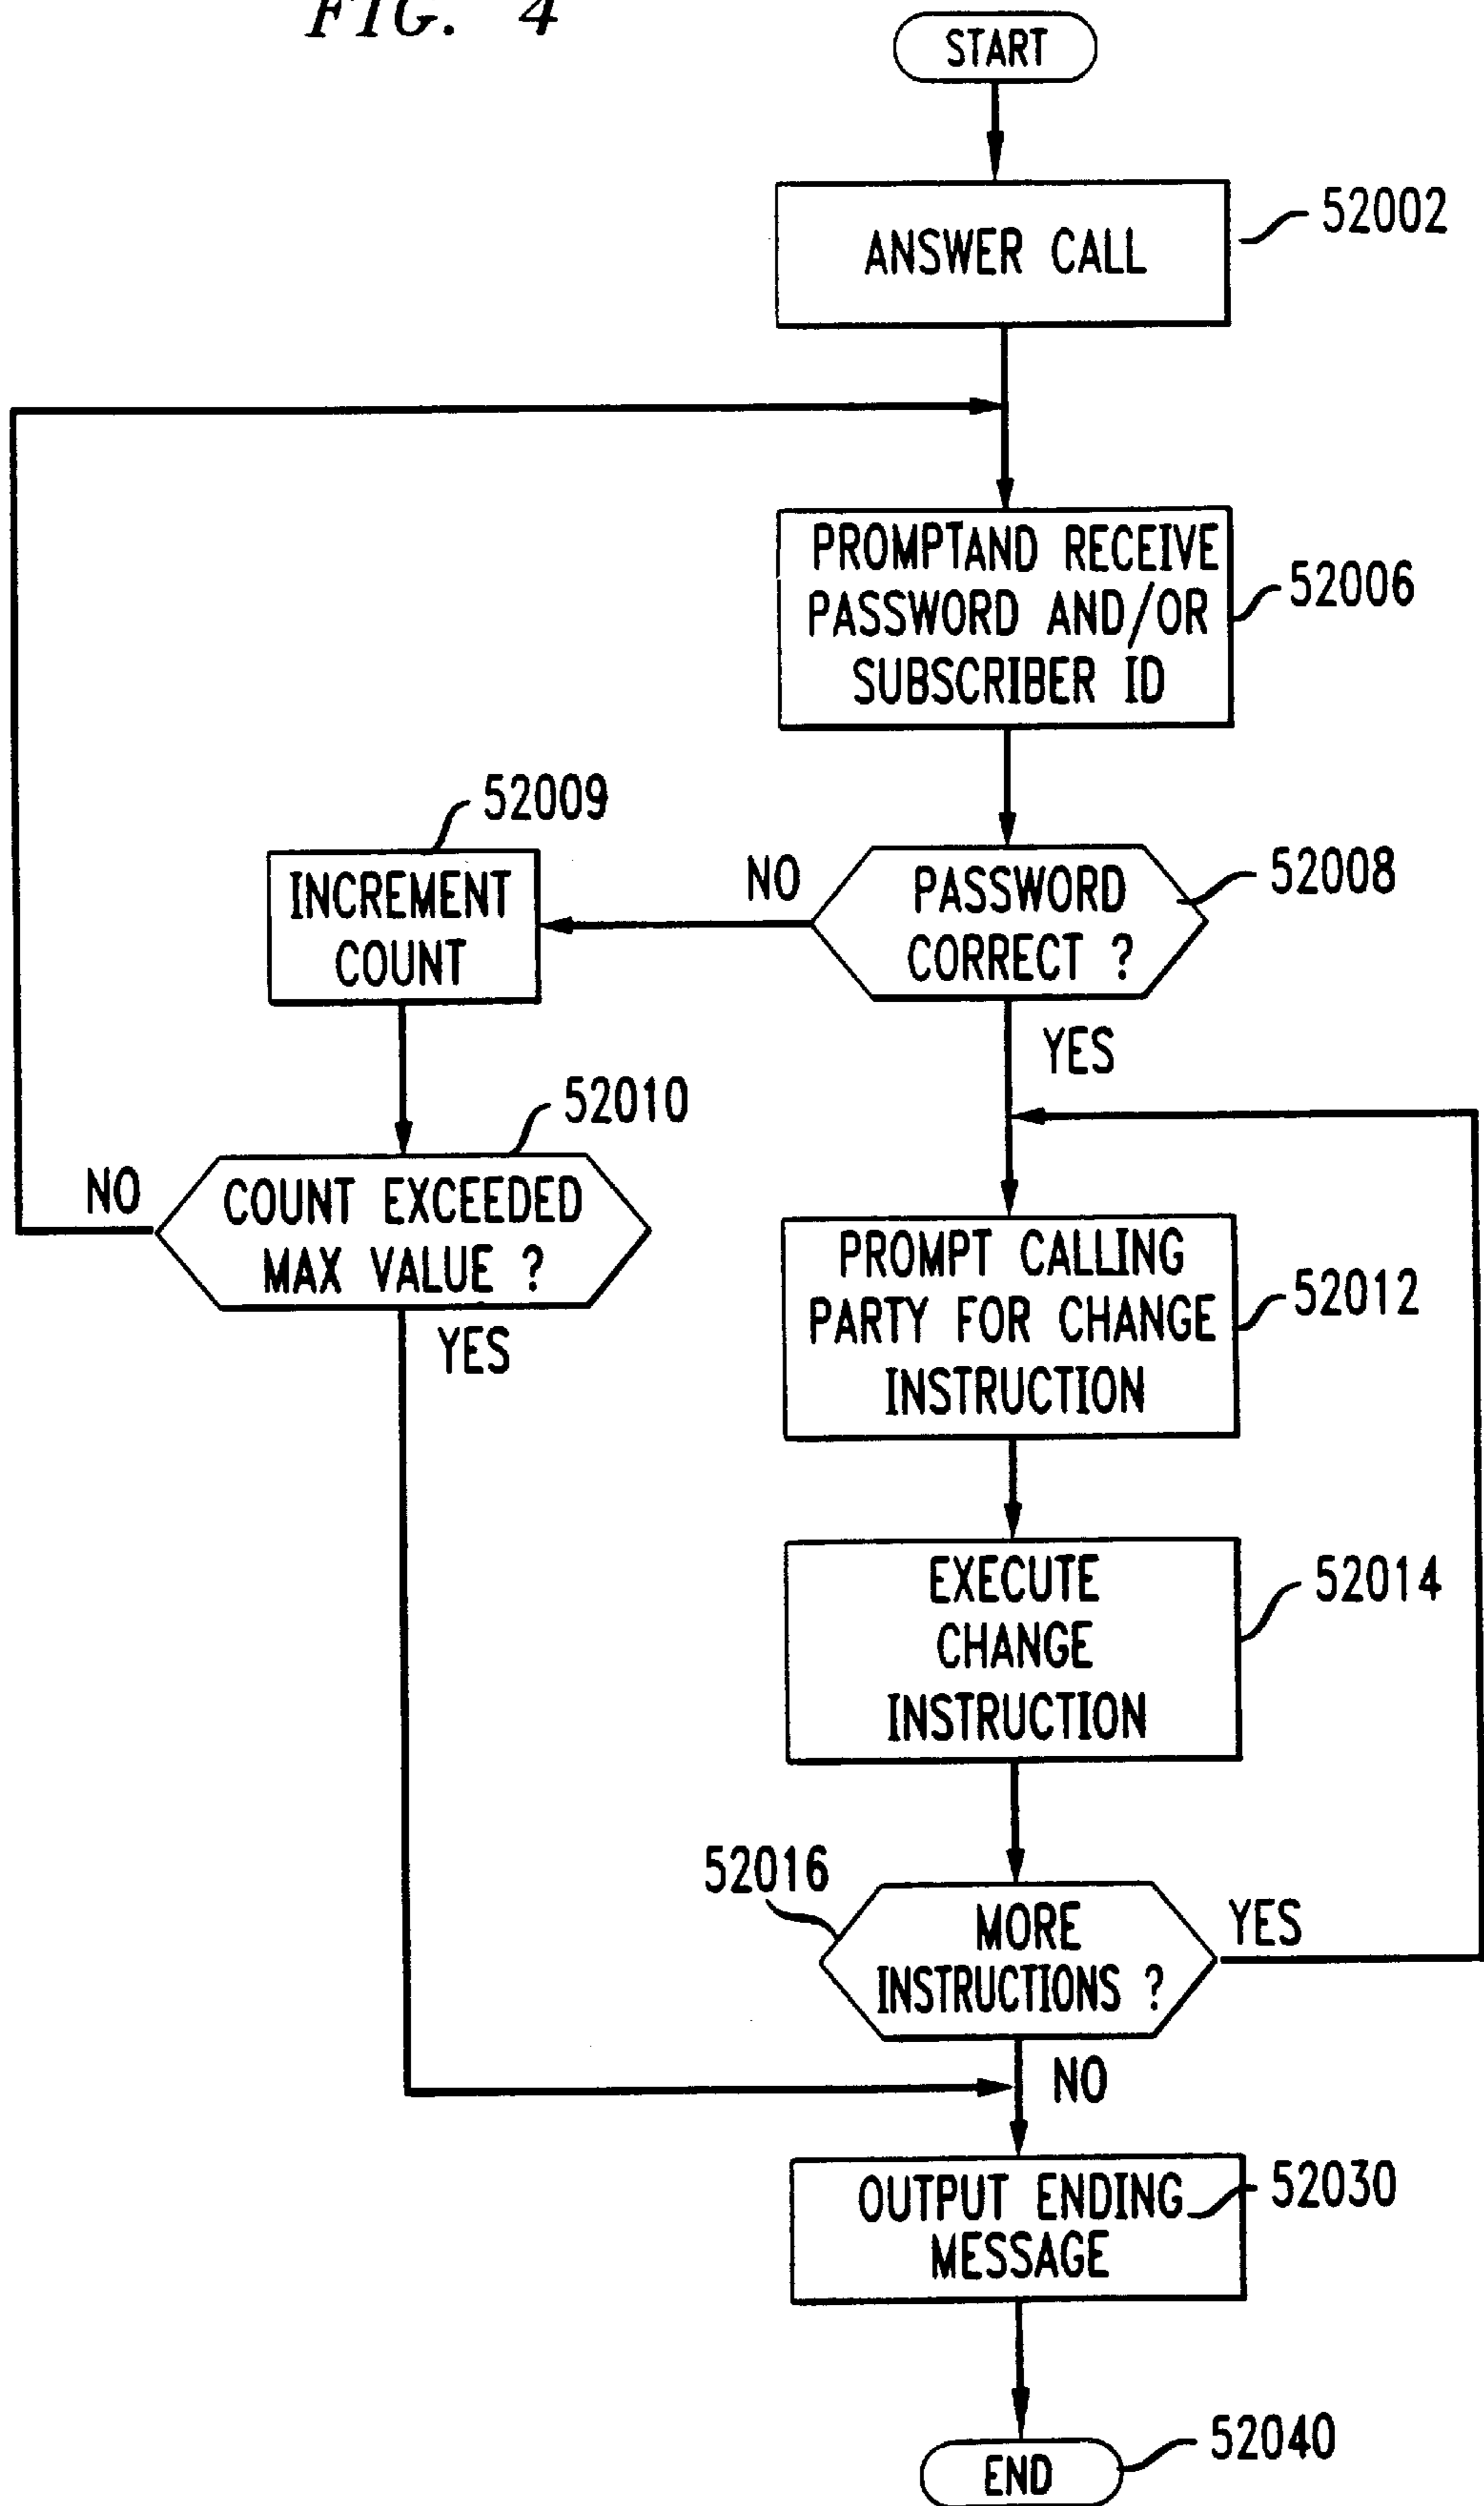 FIG. 4
START
ANSWER CALL
52002
PROMPTAND RECEIVE
PASSWORD AND/OR
SUBSCRIBER ID
52006
52009
INCREMENT
COUNT
NO
PASSWORD
CORRECT ?
52008
YES
52010
NO
COUNT EXCEEDED
MAX VALUE ?
YES
PROMPT CALLING
PARTY FOR CHANGE
INSTRUCTION
52012
EXECUTE
CHANGE
INSTRUCTION
52014
52016
MORE
INSTRUCTIONS ?
YES
NO
OUTPUT ENDING
MESSAGE
52030
END
52040